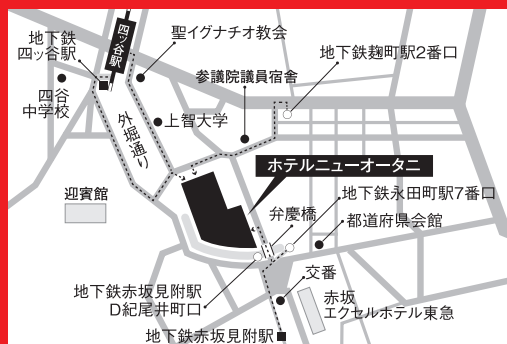 地下鉄
四ッ谷駅
四ッ谷駅
聖イグナチオ教会
地下鉄麹町駅2番口
参議院議員宿舎
四谷
中学校
上智大学
外堀通り
ホテルニューオータニ
迎賓館
地下鉄永田町駅7番口
弁慶橋
都道府県会館
地下鉄赤坂見附駅
D紀尾井町口
交番
赤坂
エクセルホテル東急
地下鉄赤坂見附駅